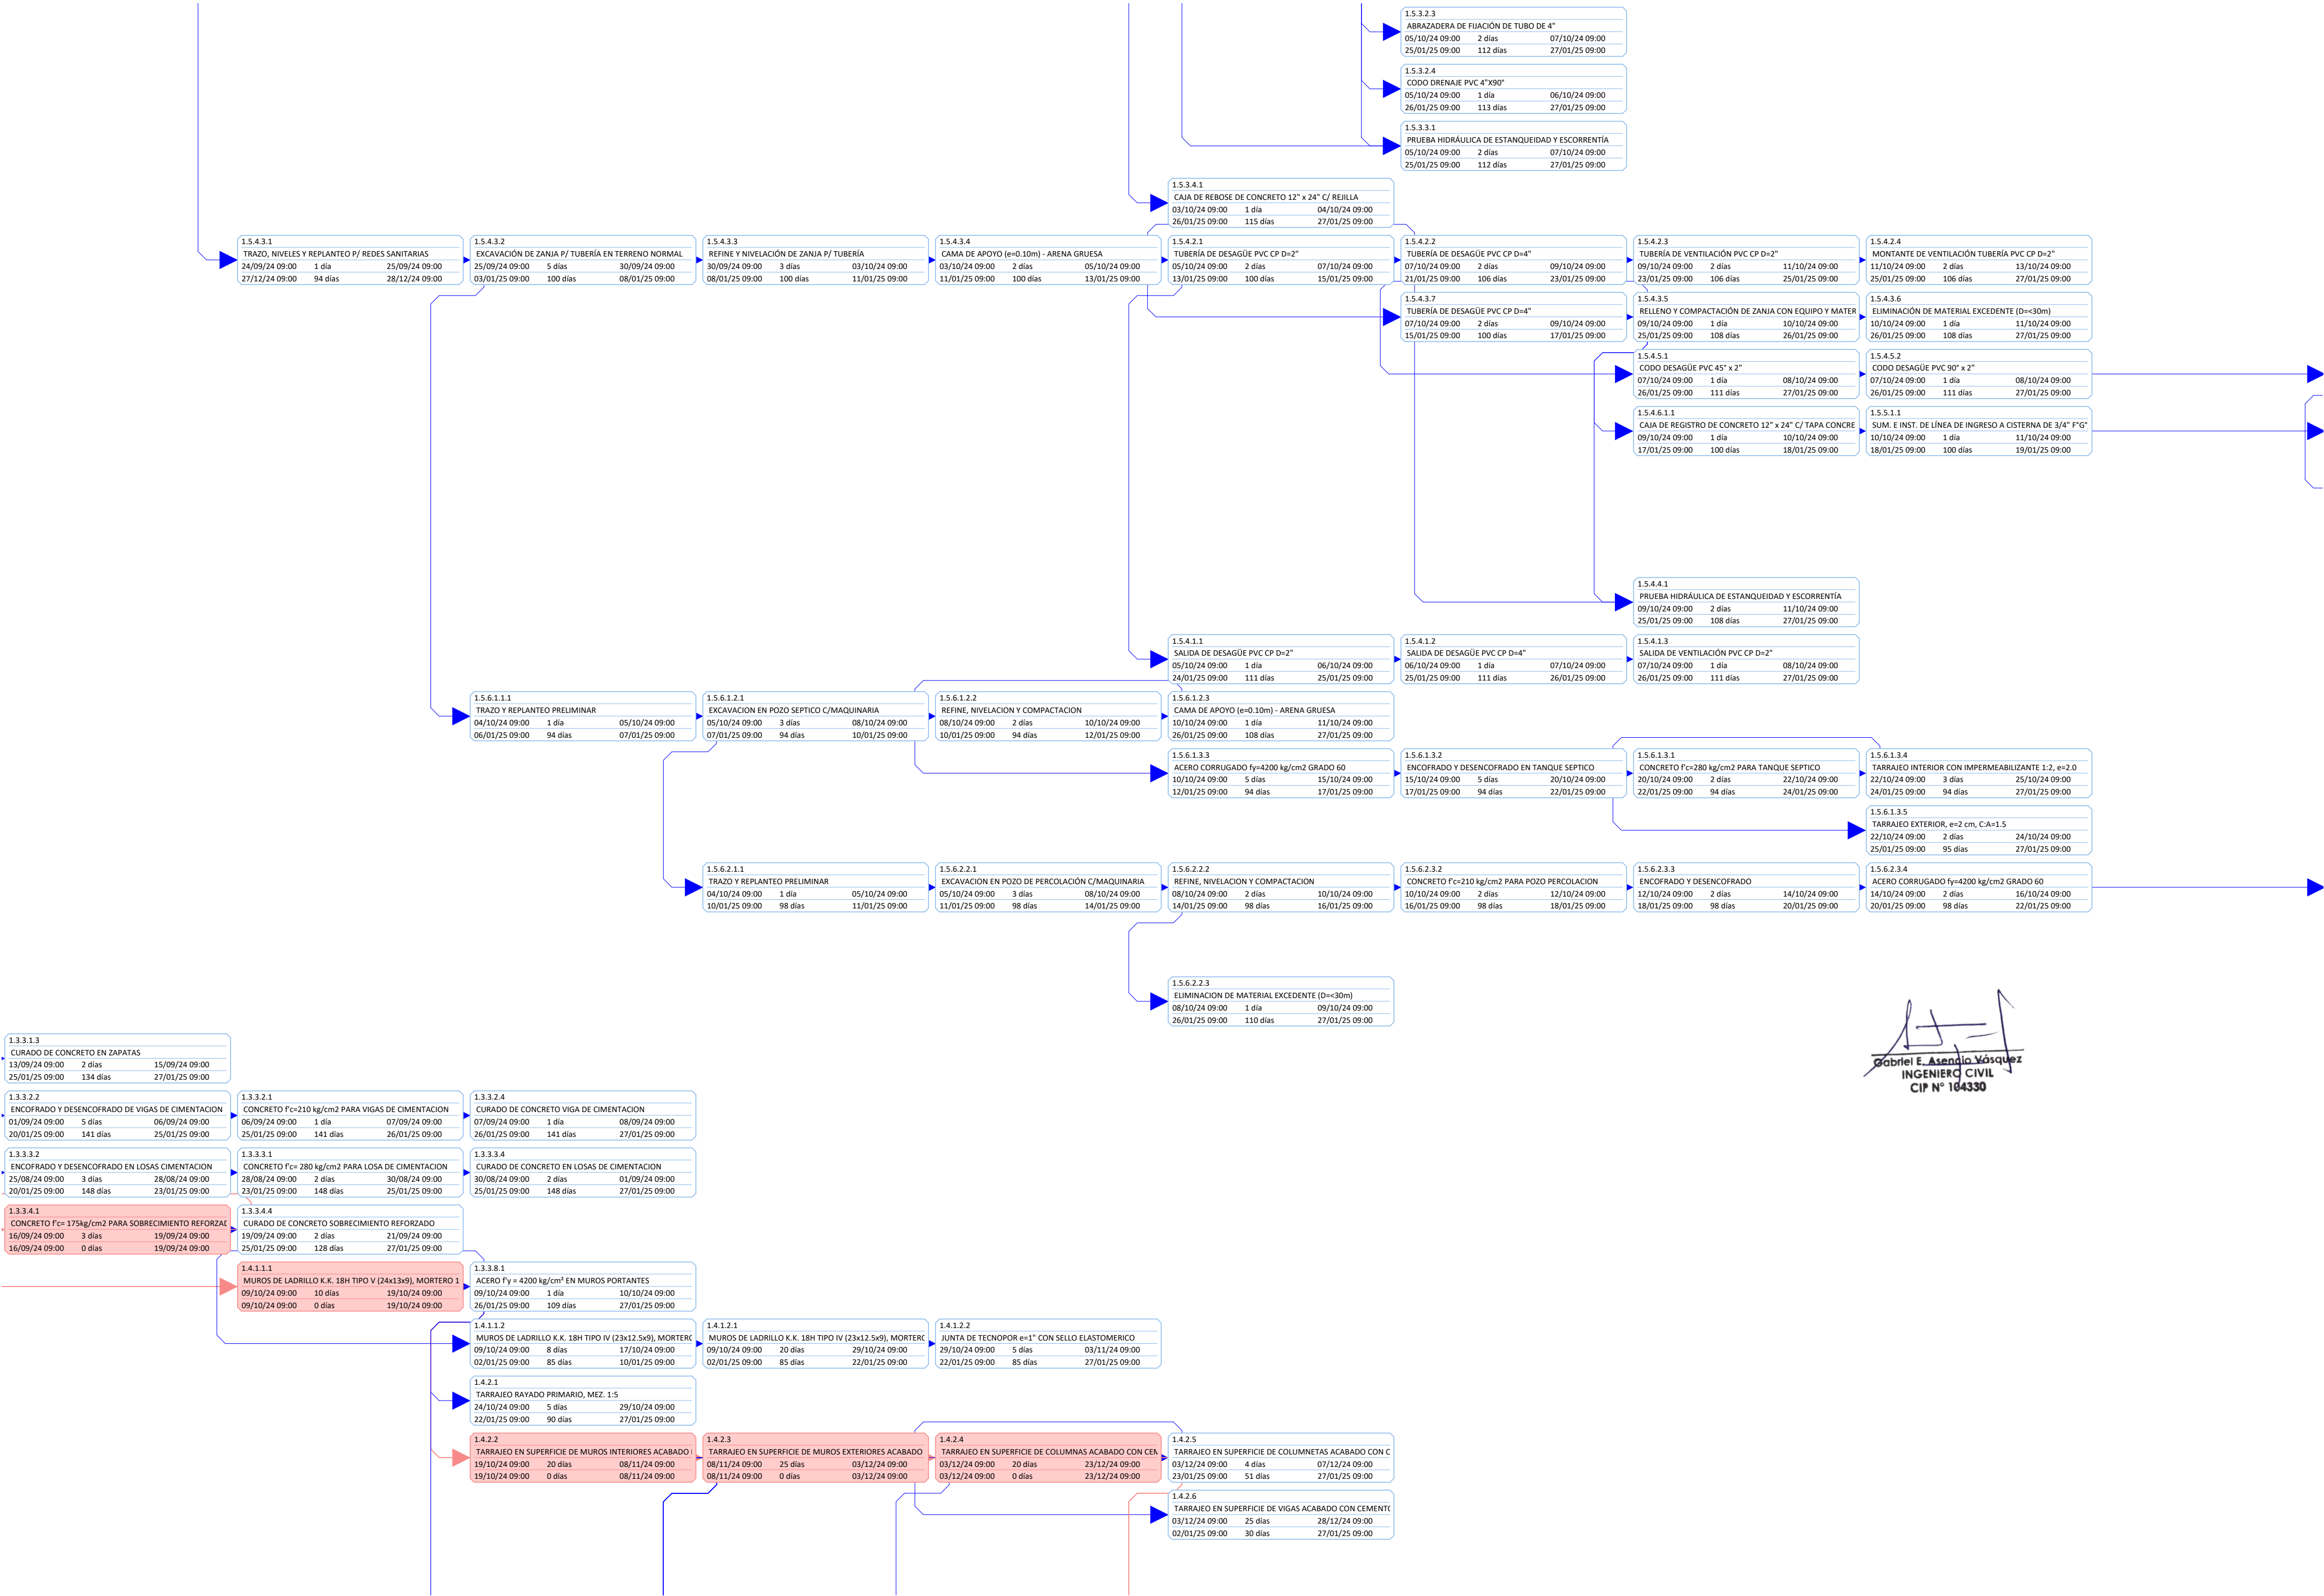 1.5.3.2.3
ABRAZADERA DE FIJACIÓN DE TUBO DE 4"
05/10/24 09:00 2 días 07/10/24 09:00
25/01/25 09:00 112 días 27/01/25 09:00
1.5.3.2.4
CODO DRENAJE PVC 4"X90°
05/10/24 09:00 1 día 06/10/24 09:00
26/01/25 09:00 113 días 27/01/25 09:00
1.5.3.3.1
PRUEBA HIDRÁULICA DE ESTANQUEIDAD Y ESCORRENTÍA
05/10/24 09:00 2 días 07/10/24 09:00
25/01/25 09:00 112 días 27/01/25 09:00
1.5.3.4.1
CAJA DE REBOSE DE CONCRETO 12" x 24" C/ REJILLA
03/10/24 09:00 1 día 04/10/24 09:00
26/01/25 09:00 115 días 27/01/25 09:00
1.5.4.3.1
TRAZO, NIVELES Y REPLANTEO P/ REDES SANITARIAS
24/09/24 09:00 1 día 25/09/24 09:00
27/12/24 09:00 94 días 28/12/24 09:00
1.5.4.3.2
EXCAVACIÓN DE ZANJA P/ TUBERÍA EN TERRENO NORMAL
25/09/24 09:00 5 días 30/09/24 09:00
03/01/25 09:00 100 días 08/01/25 09:00
1.5.4.3.3
REFINE Y NIVELACIÓN DE ZANJA P/ TUBERÍA
30/09/24 09:00 3 días 03/10/24 09:00
08/01/25 09:00 100 días 11/01/25 09:00
1.5.4.3.4
CAMA DE APOYO (e=0.10m) - ARENA GRUESA
03/10/24 09:00 2 días 05/10/24 09:00
11/01/25 09:00 100 días 13/01/25 09:00
1.5.4.2.1
TUBERÍA DE DESAGÜE PVC CP D=2"
05/10/24 09:00 2 días 07/10/24 09:00
13/01/25 09:00 100 días 15/01/25 09:00
1.5.4.2.2
TUBERÍA DE DESAGÜE PVC CP D=4"
07/10/24 09:00 2 días 09/10/24 09:00
21/01/25 09:00 106 días 23/01/25 09:00
1.5.4.2.3
TUBERÍA DE VENTILACIÓN PVC CP D=2"
09/10/24 09:00 2 días 11/10/24 09:00
23/01/25 09:00 106 días 25/01/25 09:00
1.5.4.2.4
MONTANTE DE VENTILACIÓN TUBERÍA PVC CP D=2"
11/10/24 09:00 2 días 13/10/24 09:00
25/01/25 09:00 106 días 27/01/25 09:00
1.5.4.3.7
TUBERÍA DE DESAGÜE PVC CP D=4"
07/10/24 09:00 2 días 09/10/24 09:00
15/01/25 09:00 100 días 17/01/25 09:00
1.5.4.3.5
RELLENO Y COMPACTACIÓN DE ZANJA CON EQUIPO Y MATER
09/10/24 09:00 1 día 10/10/24 09:00
25/01/25 09:00 108 días 26/01/25 09:00
1.5.4.3.6
ELIMINACIÓN DE MATERIAL EXCEDENTE (D=<30m)
10/10/24 09:00 1 día 11/10/24 09:00
26/01/25 09:00 108 días 27/01/25 09:00
1.5.4.5.1
CODO DESAGÜE PVC 45° x 2"
07/10/24 09:00 1 día 08/10/24 09:00
26/01/25 09:00 111 días 27/01/25 09:00
1.5.4.5.2
CODO DESAGÜE PVC 90° x 2"
07/10/24 09:00 1 día 08/10/24 09:00
26/01/25 09:00 111 días 27/01/25 09:00
1.5.4.6.1.1
CAJA DE REGISTRO DE CONCRETO 12" x 24" C/ TAPA CONCRE
09/10/24 09:00 1 día 10/10/24 09:00
17/01/25 09:00 100 días 18/01/25 09:00
1.5.5.1.1
SUM. E INST. DE LÍNEA DE INGRESO A CISTERNA DE 3/4" F°G°
10/10/24 09:00 1 día 11/10/24 09:00
18/01/25 09:00 100 días 19/01/25 09:00
1.5.4.4.1
PRUEBA HIDRÁULICA DE ESTANQUEIDAD Y ESCORRENTÍA
09/10/24 09:00 2 días 11/10/24 09:00
25/01/25 09:00 108 días 27/01/25 09:00
1.5.4.1.1
SALIDA DE DESAGÜE PVC CP D=2"
05/10/24 09:00 1 día 06/10/24 09:00
24/01/25 09:00 111 días 25/01/25 09:00
1.5.4.1.2
SALIDA DE DESAGÜE PVC CP D=4"
06/10/24 09:00 1 día 07/10/24 09:00
25/01/25 09:00 111 días 26/01/25 09:00
1.5.4.1.3
SALIDA DE VENTILACIÓN PVC CP D=2"
07/10/24 09:00 1 día 08/10/24 09:00
26/01/25 09:00 111 días 27/01/25 09:00
1.5.6.1.1.1
TRAZO Y REPLANTEO PRELIMINAR
04/10/24 09:00 1 día 05/10/24 09:00
06/01/25 09:00 94 días 07/01/25 09:00
1.5.6.1.2.1
EXCAVACION EN POZO SEPTICO C/MAQUINARIA
05/10/24 09:00 3 días 08/10/24 09:00
07/01/25 09:00 94 días 10/01/25 09:00
1.5.6.1.2.2
REFINE, NIVELACION Y COMPACTACION
08/10/24 09:00 2 días 10/10/24 09:00
10/01/25 09:00 94 días 12/01/25 09:00
1.5.6.1.2.3
CAMA DE APOYO (e=0.10m) - ARENA GRUESA
10/10/24 09:00 1 día 11/10/24 09:00
26/01/25 09:00 108 días 27/01/25 09:00
1.5.6.1.3.3
ACERO CORRUGADO fy=4200 kg/cm2 GRADO 60
10/10/24 09:00 5 días 15/10/24 09:00
12/01/25 09:00 94 días 17/01/25 09:00
1.5.6.1.3.2
ENCOFRADO Y DESENCOFRADO EN TANQUE SEPTICO
15/10/24 09:00 5 días 20/10/24 09:00
17/01/25 09:00 94 días 22/01/25 09:00
1.5.6.1.3.1
CONCRETO f'c=280 kg/cm2 PARA TANQUE SEPTICO
20/10/24 09:00 2 días 22/10/24 09:00
22/01/25 09:00 94 días 24/01/25 09:00
1.5.6.1.3.4
TARRAJEO INTERIOR CON IMPERMEABILIZANTE 1:2, e=2.0
22/10/24 09:00 3 días 25/10/24 09:00
24/01/25 09:00 94 días 27/01/25 09:00
1.5.6.1.3.5
TARRAJEO EXTERIOR, e=2 cm, C:A=1.5
22/10/24 09:00 2 días 24/10/24 09:00
25/01/25 09:00 95 días 27/01/25 09:00
1.5.6.2.1.1
TRAZO Y REPLANTEO PRELIMINAR
04/10/24 09:00 1 día 05/10/24 09:00
10/01/25 09:00 98 días 11/01/25 09:00
1.5.6.2.2.1
EXCAVACION EN POZO DE PERCOLACIÓN C/MAQUINARIA
05/10/24 09:00 3 días 08/10/24 09:00
11/01/25 09:00 98 días 14/01/25 09:00
1.5.6.2.2.2
REFINE, NIVELACION Y COMPACTACION
08/10/24 09:00 2 días 10/10/24 09:00
14/01/25 09:00 98 días 16/01/25 09:00
1.5.6.2.3.2
CONCRETO f'c=210 kg/cm2 PARA POZO PERCOLACION
10/10/24 09:00 2 días 12/10/24 09:00
16/01/25 09:00 98 días 18/01/25 09:00
1.5.6.2.3.3
ENCOFRADO Y DESENCOFRADO
12/10/24 09:00 2 días 14/10/24 09:00
18/01/25 09:00 98 días 20/01/25 09:00
1.5.6.2.3.4
ACERO CORRUGADO fy=4200 kg/cm2 GRADO 60
14/10/24 09:00 2 días 16/10/24 09:00
20/01/25 09:00 98 días 22/01/25 09:00
1.5.6.2.2.3
ELIMINACION DE MATERIAL EXCEDENTE (D=<30m)
08/10/24 09:00 1 día 09/10/24 09:00
26/01/25 09:00 110 días 27/01/25 09:00
Gabriel E. Asencio Vásquez
INGENIERO CIVIL
CIP N° 104330
1.3.3.1.3
CURADO DE CONCRETO EN ZAPATAS
13/09/24 09:00 2 días 15/09/24 09:00
25/01/25 09:00 134 días 27/01/25 09:00
1.3.3.2.2
ENCOFRADO Y DESENCOFRADO DE VIGAS DE CIMENTACION
01/09/24 09:00 5 días 06/09/24 09:00
20/01/25 09:00 141 días 25/01/25 09:00
1.3.3.2.1
CONCRETO f'c=210 kg/cm2 PARA VIGAS DE CIMENTACION
06/09/24 09:00 1 día 07/09/24 09:00
25/01/25 09:00 141 días 26/01/25 09:00
1.3.3.2.4
CURADO DE CONCRETO VIGA DE CIMENTACION
07/09/24 09:00 1 día 08/09/24 09:00
26/01/25 09:00 141 días 27/01/25 09:00
1.3.3.3.2
ENCOFRADO Y DESENCOFRADO EN LOSAS CIMENTACION
25/08/24 09:00 3 días 28/08/24 09:00
20/01/25 09:00 148 días 23/01/25 09:00
1.3.3.3.1
CONCRETO f'c= 280 kg/cm2 PARA LOSA DE CIMENTACION
28/08/24 09:00 2 días 30/08/24 09:00
23/01/25 09:00 148 días 25/01/25 09:00
1.3.3.3.4
CURADO DE CONCRETO EN LOSAS DE CIMENTACION
30/08/24 09:00 2 días 01/09/24 09:00
25/01/25 09:00 148 días 27/01/25 09:00
1.3.3.4.1
CONCRETO f'c= 175kg/cm2 PARA SOBRECIMIENTO REFORZAD
16/09/24 09:00 3 días 19/09/24 09:00
16/09/24 09:00 0 días 19/09/24 09:00
1.3.3.4.4
CURADO DE CONCRETO SOBRECIMIENTO REFORZADO
19/09/24 09:00 2 días 21/09/24 09:00
25/01/25 09:00 128 días 27/01/25 09:00
1.4.1.1.1
MUROS DE LADRILLO K.K. 18H TIPO V (24x13x9), MORTERO 1
09/10/24 09:00 10 días 19/10/24 09:00
09/10/24 09:00 0 días 19/10/24 09:00
1.3.3.8.1
ACERO f'y = 4200 kg/cm² EN MUROS PORTANTES
09/10/24 09:00 1 día 10/10/24 09:00
26/01/25 09:00 109 días 27/01/25 09:00
1.4.1.1.2
MUROS DE LADRILLO K.K. 18H TIPO IV (23x12.5x9), MORTERO
09/10/24 09:00 8 días 17/10/24 09:00
02/01/25 09:00 85 días 10/01/25 09:00
1.4.1.2.1
MUROS DE LADRILLO K.K. 18H TIPO IV (23x12.5x9), MORTERO
09/10/24 09:00 20 días 29/10/24 09:00
02/01/25 09:00 85 días 22/01/25 09:00
1.4.1.2.2
JUNTA DE TECNOPOR e=1" CON SELLO ELASTOMERICO
29/10/24 09:00 5 días 03/11/24 09:00
22/01/25 09:00 85 días 27/01/25 09:00
1.4.2.1
TARRAJEO RAYADO PRIMARIO, MEZ. 1:5
24/10/24 09:00 5 días 29/10/24 09:00
22/01/25 09:00 90 días 27/01/25 09:00
1.4.2.2
TARRAJEO EN SUPERFICIE DE MUROS INTERIORES ACABADO
19/10/24 09:00 20 días 08/11/24 09:00
19/10/24 09:00 0 días 08/11/24 09:00
1.4.2.3
TARRAJEO EN SUPERFICIE DE MUROS EXTERIORES ACABADO
08/11/24 09:00 25 días 03/12/24 09:00
08/11/24 09:00 0 días 03/12/24 09:00
1.4.2.4
TARRAJEO EN SUPERFICIE DE COLUMNAS ACABADO CON CEM
03/12/24 09:00 20 días 23/12/24 09:00
03/12/24 09:00 0 días 23/12/24 09:00
1.4.2.5
TARRAJEO EN SUPERFICIE DE COLUMNETAS ACABADO CON C
03/12/24 09:00 4 días 07/12/24 09:00
23/01/25 09:00 51 días 27/01/25 09:00
1.4.2.6
TARRAJEO EN SUPERFICIE DE VIGAS ACABADO CON CEMENTO
03/12/24 09:00 25 días 28/12/24 09:00
02/01/25 09:00 30 días 27/01/25 09:00